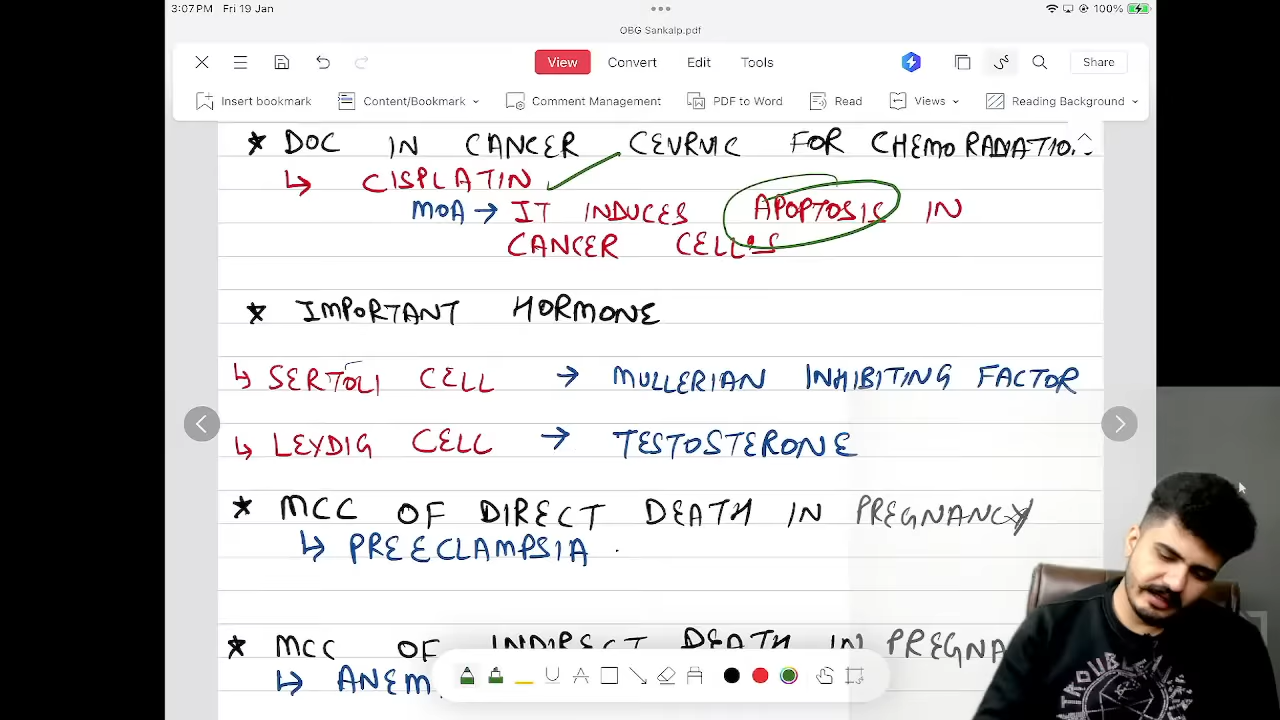 3:07PM Fri 19 Jan
100%
OBG Sankalp.pdf
View Convert Edit Tools Share
Insert bookmark Content/Bookmark Comment Management PDF to Word Read Views Reading Background
★ DOC IN CANCER CEVRVIC FOR CHEMORADIATION
↳ CISPLATIN
MOA → IT INDUCES APOPTOSIS IN
CANCER CELL'S
★ IMPORTANT HORMONE
↳ SERTOLI CELL → MULLERIAN INHIBITING FACTOR
↳ LEYDIG CELL → TESTOSTERONE
★ MCC OF DIRECT DEATH IN PREGNANCY
↳ PREECLAMPSIA
★ MCC OF INDIRECT DEATH IN PREGNA
↳ ANEM